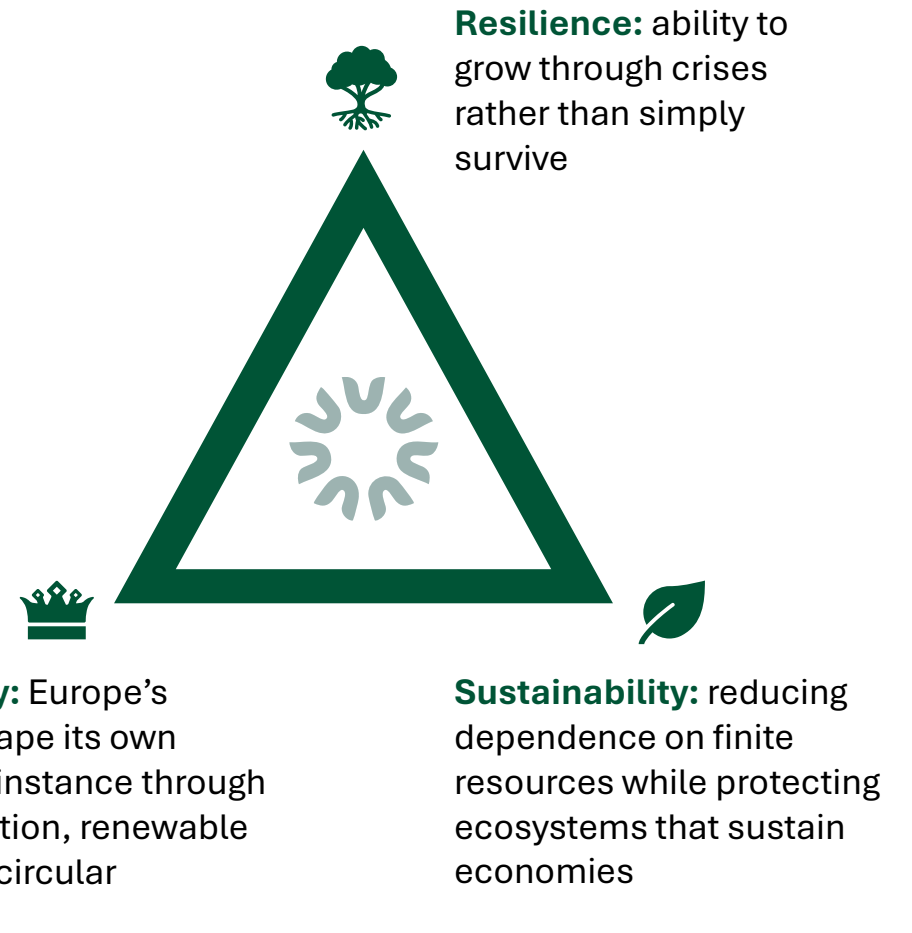 Resilience: ability to
grow through crises
rather than simply
survive
y: Europe’s
ape its own
instance through
tion, renewable
circular
Sustainability: reducing
dependence on finite
resources while protecting
ecosystems that sustain
economies